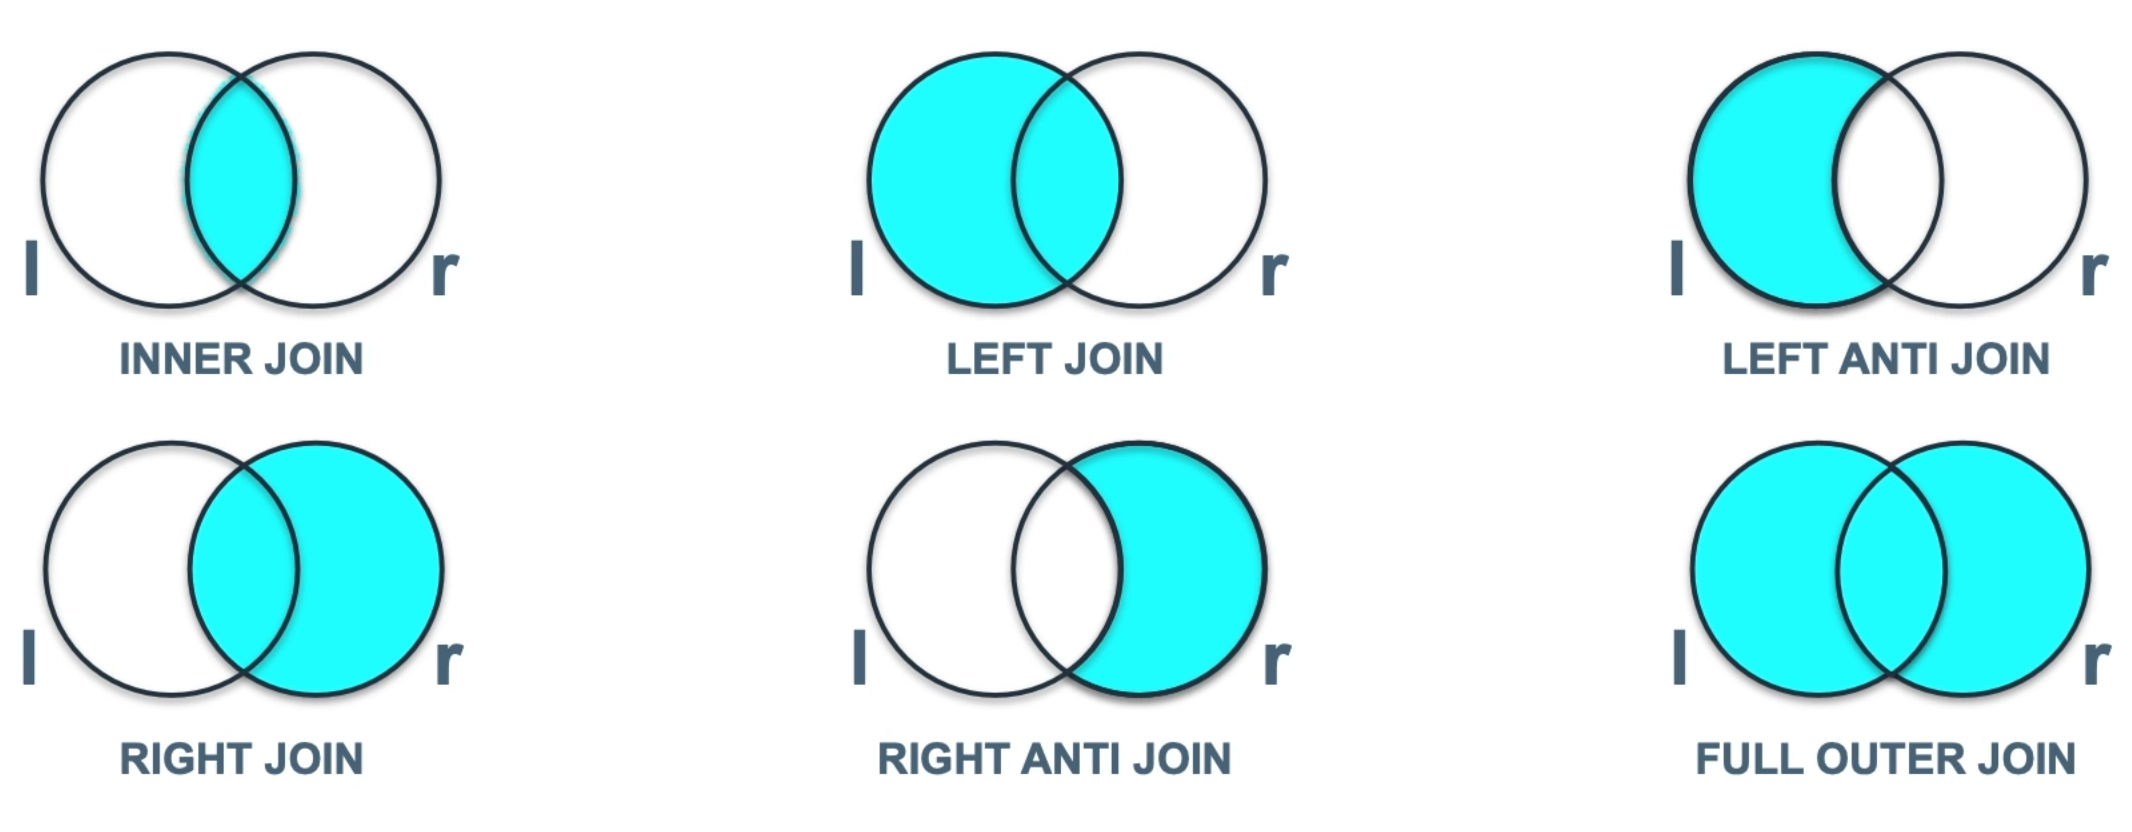 l r
INNER JOIN
l r
LEFT JOIN
l r
LEFT ANTI JOIN
l r
RIGHT JOIN
l r
RIGHT ANTI JOIN
l r
FULL OUTER JOIN